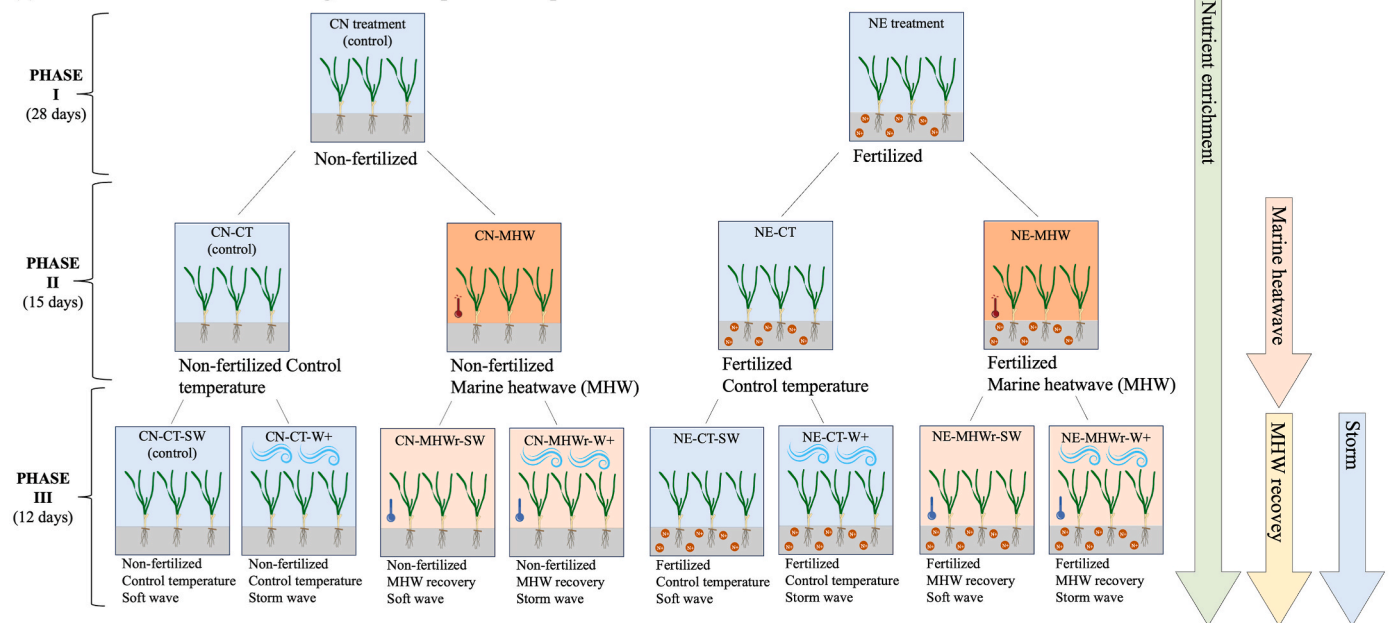 CN treatment
(control)
NE treatment
PHASE
I
(28 days)
N+ N+ N+ N+
N+ N+ N+
Non-fertilized
Fertilized
CN-CT
(control)
CN-MHW
NE-CT
NE-MHW
PHASE
II
(15 days)
N+ N+ N+ N+
N+ N+ N+
N+ N+ N+ N+
N+ N+ N+
Non-fertilized Control
temperature
Non-fertilized
Marine heatwave (MHW)
Fertilized
Control temperature
Fertilized
Marine heatwave (MHW)
PHASE
III
(12 days)
CN-CT-SW
(control)
CN-CT-W+
CN-MHWr-SW
CN-MHWr-W+
NE-CT-SW
NE-CT-W+
NE-MHWr-SW
NE-MHWr-W+
N+ N+ N+ N+
N+ N+ N+
N+ N+ N+ N+
N+ N+ N+
N+ N+ N+ N+
N+ N+ N+
N+ N+ N+ N+
N+ N+ N+
Non-fertilized
Control temperature
Soft wave
Non-fertilized
Control temperature
Storm wave
Non-fertilized
MHW recovery
Soft wave
Non-fertilized
MHW recovery
Storm wave
Fertilized
Control temperature
Soft wave
Fertilized
Control temperature
Storm wave
Fertilized
MHW recovery
Soft wave
Fertilized
MHW recovery
Storm wave
Nutrient enrichment
Marine heatwave
MHW recovey
Storm